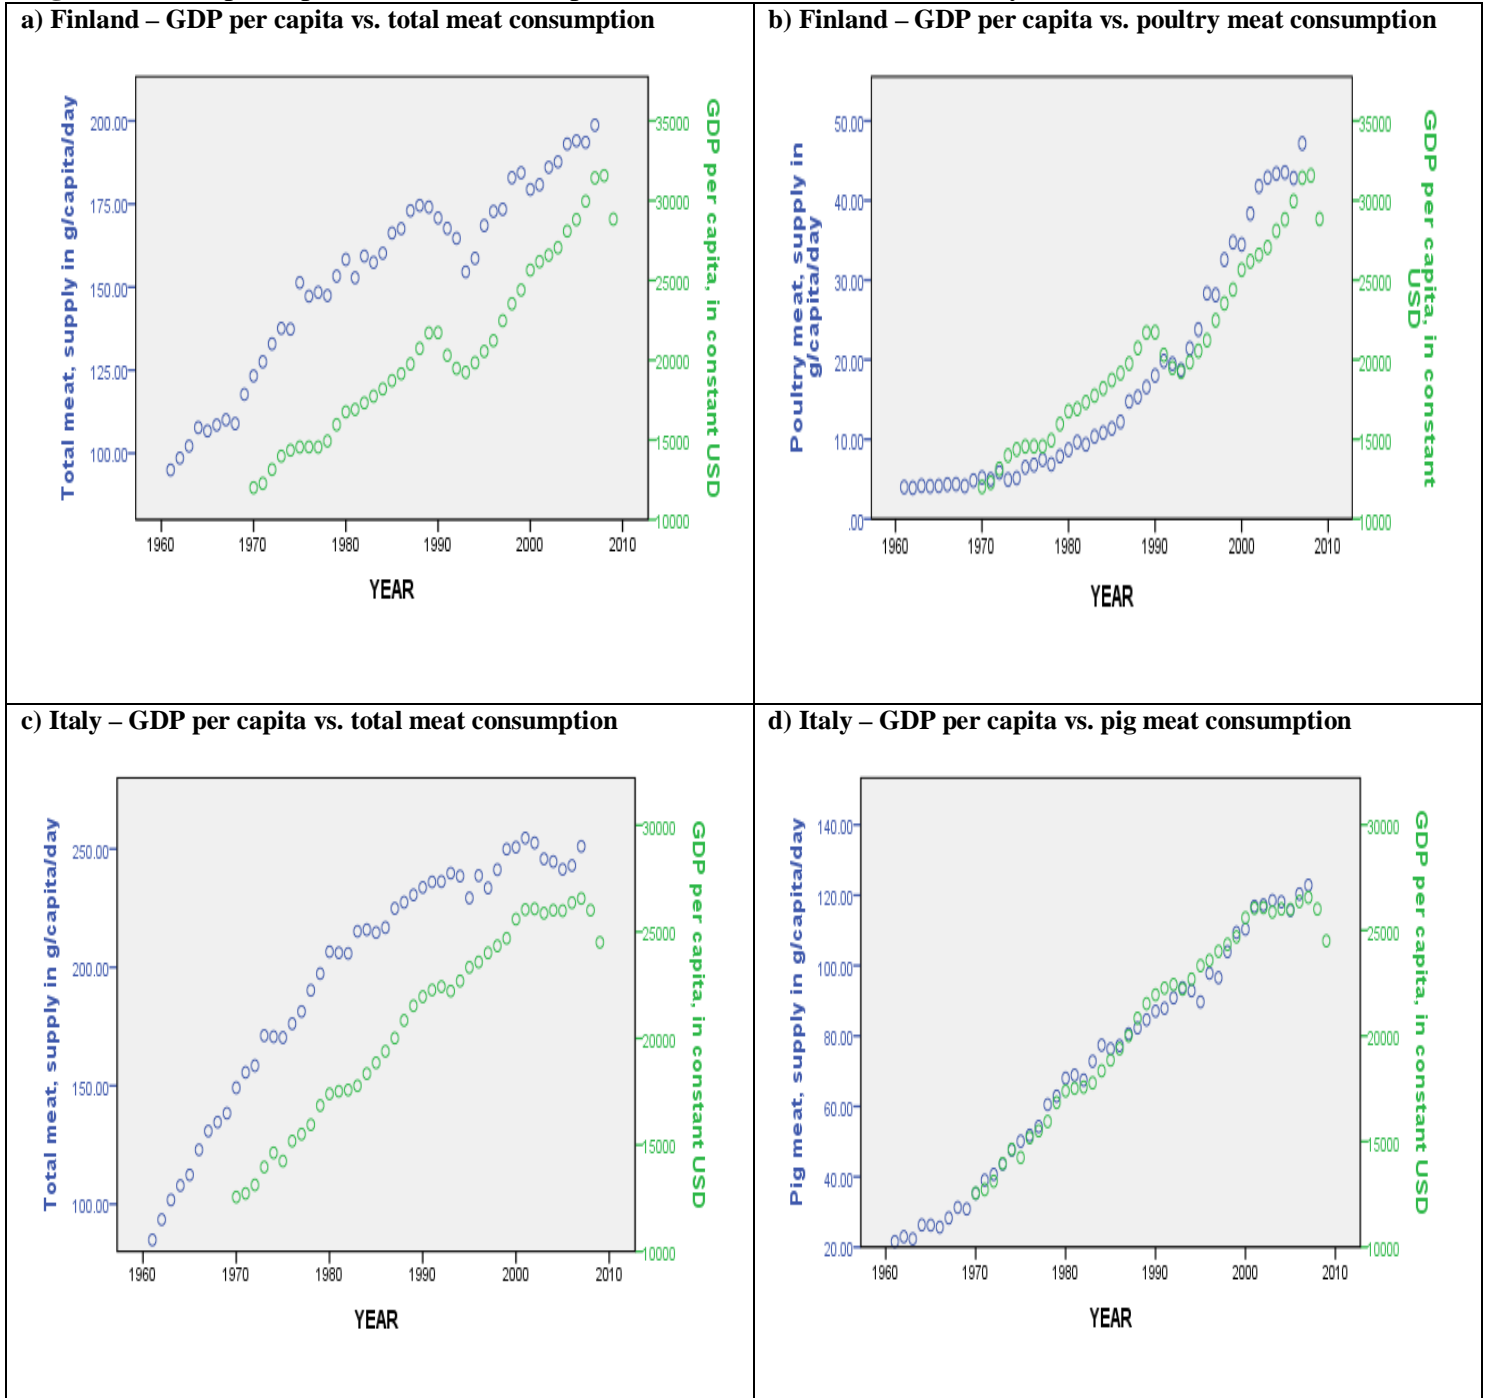 a) Finland – GDP per capita vs. total meat consumption
Total meat, supply in g/capita/day
200.00
175.00
150.00
125.00
100.00
GDP per capita, in constant USD
35000
30000
25000
20000
15000
10000
1960 1970 1980 1990 2000 2010
YEAR
b) Finland – GDP per capita vs. poultry meat consumption
Poultry meat, supply in
g/capita/day
50.00
40.00
30.00
20.00
10.00
.00
GDP per capita, in constant
USD
35000
30000
25000
20000
15000
10000
1960 1970 1980 1990 2000 2010
YEAR
c) Italy – GDP per capita vs. total meat consumption
Total meat, supply in g/capita/day
250.00
200.00
150.00
100.00
GDP per capita, in constant USD
30000
25000
20000
15000
10000
1960 1970 1980 1990 2000 2010
YEAR
d) Italy – GDP per capita vs. pig meat consumption
Pig meat, supply in g/capita/day
140.00
120.00
100.00
80.00
60.00
40.00
20.00
GDP per capita, in constant USD
30000
25000
20000
15000
10000
1960 1970 1980 1990 2000 2010
YEAR